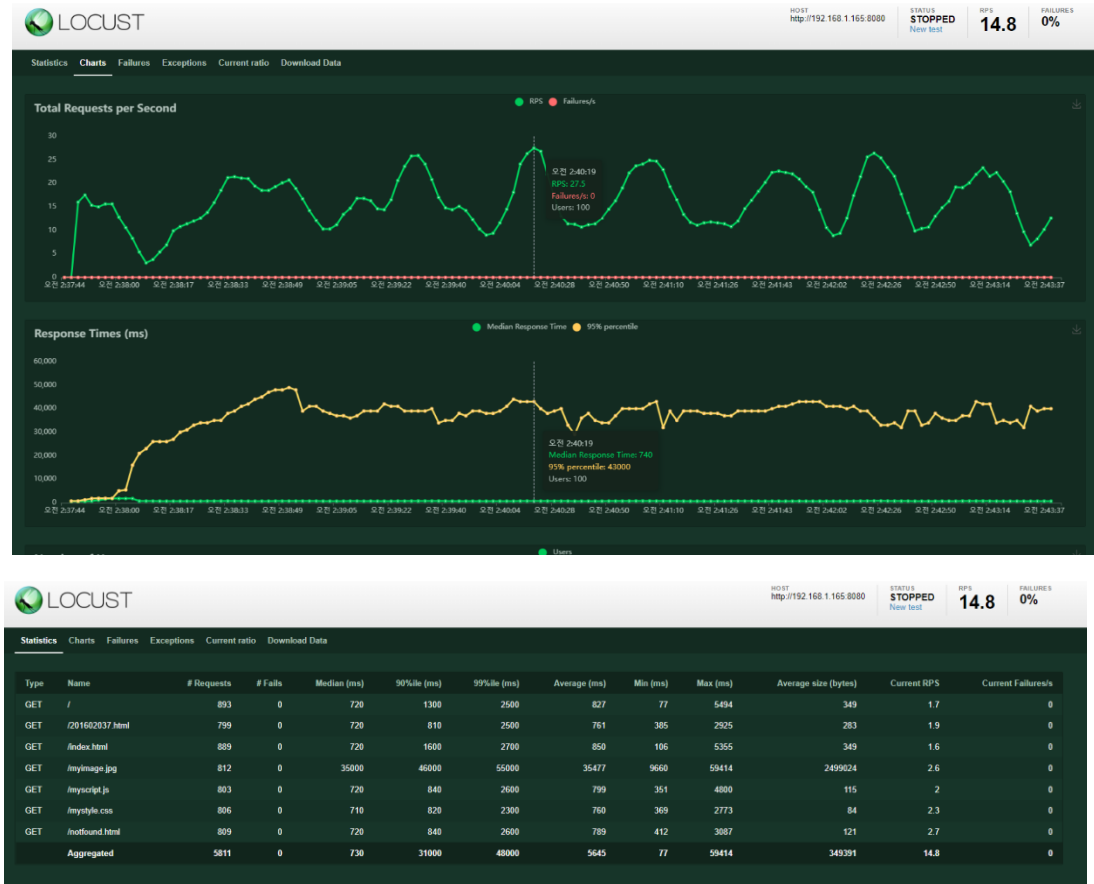 LOCUST
HOST STATUS RPS FAILURES
http://192.168.1.165:8080 STOPPED 14.8 0%
New test
Statistics Charts Failures Exceptions Current ratio Download Data
Total Requests per Second
RPS Failures/s
30
25
20
15
10
5
0
오전 2:40:19
RPS: 27.5
Failures/s: 0
Users: 100
오전 2:37:44 오전 2:38:00 오전 2:38:17 오전 2:38:33 오전 2:38:49 오전 2:39:05 오전 2:39:22 오전 2:39:40 오전 2:40:04 오전 2:40:28 오전 2:40:50 오전 2:41:10 오전 2:41:26 오전 2:41:43 오전 2:42:02 오전 2:42:26 오전 2:42:50 오전 2:43:14 오전 2:43:37
Response Times (ms)
Median Response Time 95% percentile
60,000
50,000
40,000
30,000
20,000
10,000
0
오전 2:40:19
Median Response Time: 740
95% percentile: 43000
Users: 100
오전 2:37:44 오전 2:38:00 오전 2:38:17 오전 2:38:33 오전 2:38:49 오전 2:39:05 오전 2:39:22 오전 2:39:40 오전 2:40:04 오전 2:40:28 오전 2:40:50 오전 2:41:10 오전 2:41:26 오전 2:41:43 오전 2:42:02 오전 2:42:26 오전 2:42:50 오전 2:43:14 오전 2:43:37
Users
LOCUST
HOST STATUS RPS FAILURES
http://192.168.1.165:8080 STOPPED 14.8 0%
New test
Statistics Charts Failures Exceptions Current ratio Download Data
Type Name # Requests # Fails Median (ms) 90%ile (ms) 99%ile (ms) Average (ms) Min (ms) Max (ms) Average size (bytes) Current RPS Current Failures/s
GET / 893 0 720 1300 2500 827 77 5494 349 1.7 0
GET /201602037.html 799 0 720 810 2500 761 385 2925 283 1.9 0
GET /index.html 889 0 720 1600 2700 850 106 5355 349 1.6 0
GET /myimage.jpg 812 0 35000 46000 55000 35477 9660 59414 2499024 2.6 0
GET /myscript.js 803 0 720 840 2600 799 351 4800 115 2 0
GET /mystyle.css 806 0 710 820 2300 760 369 2773 84 2.3 0
GET /notfound.html 809 0 720 840 2600 789 412 3087 121 2.7 0
Aggregated 5811 0 730 31000 48000 5645 77 59414 349391 14.8 0